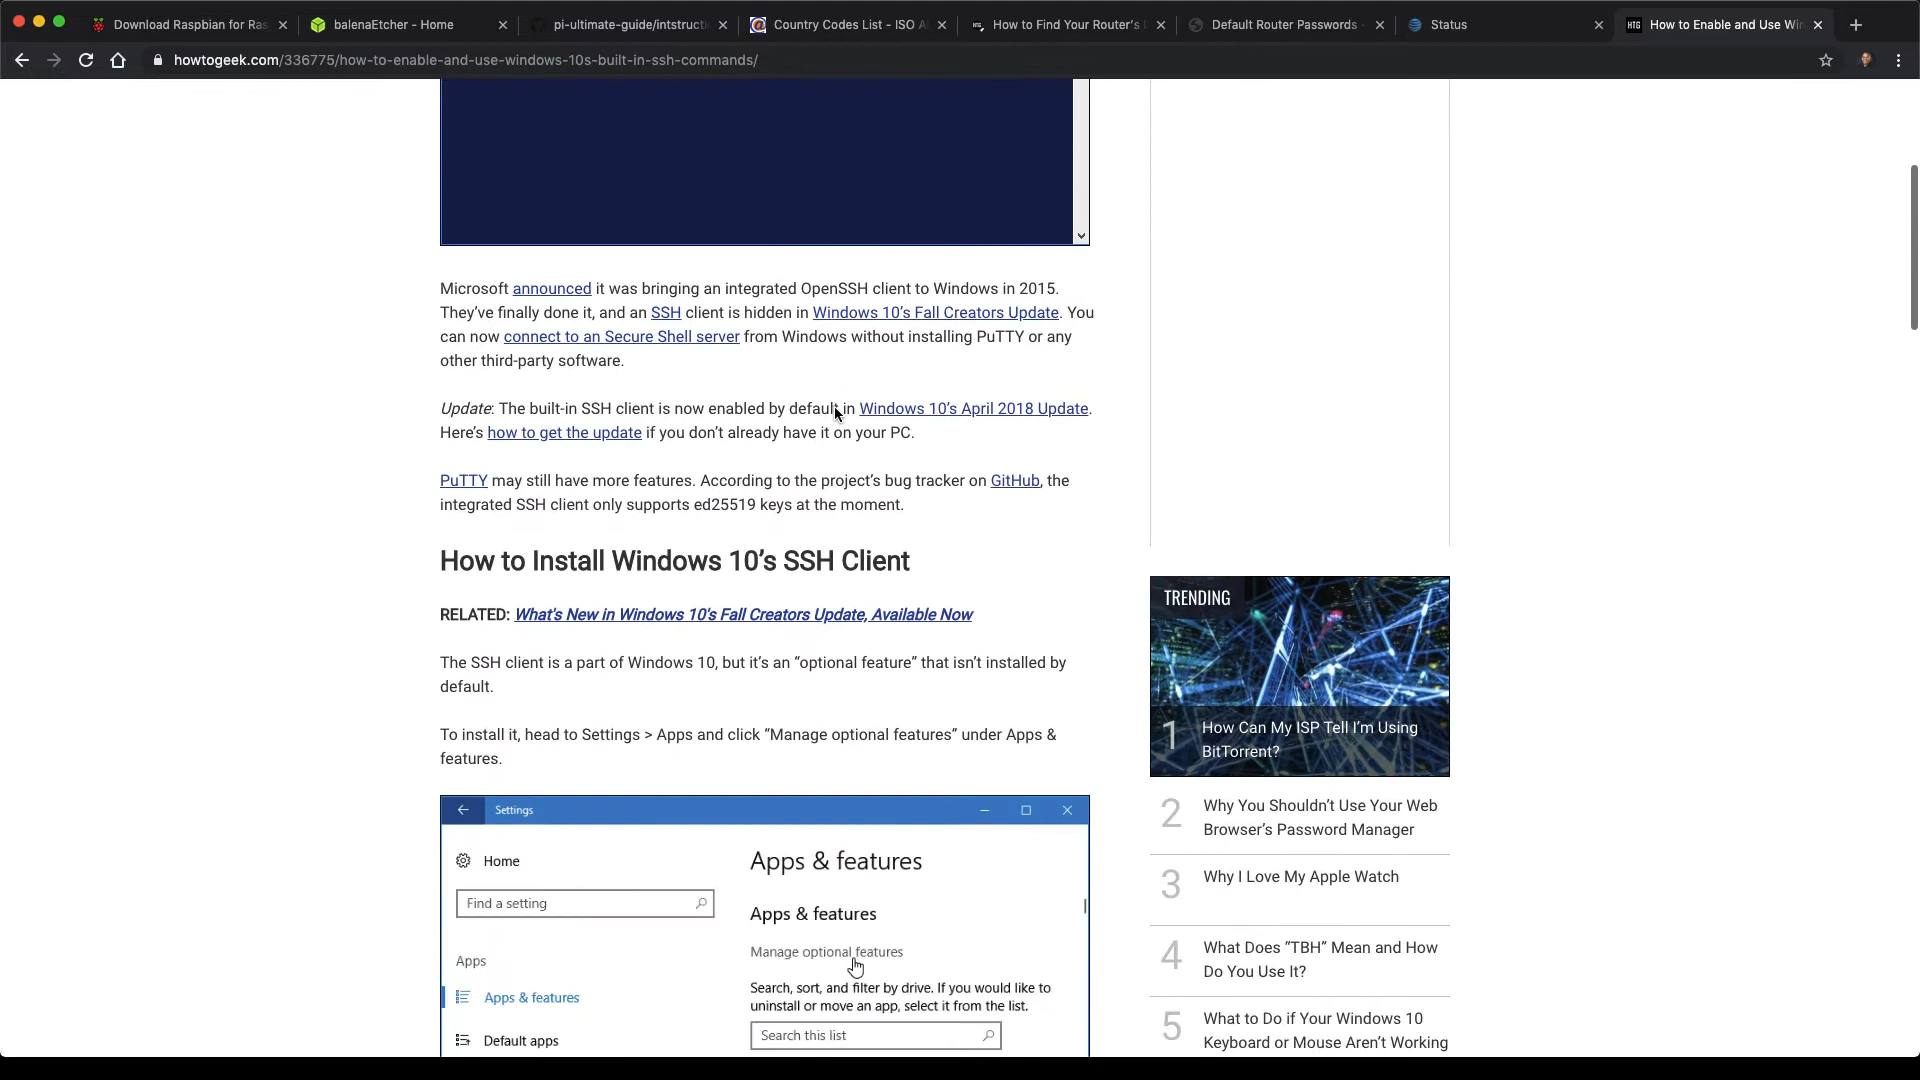 Download Raspbian for Ras
balenaEtcher - Home
pi-ultimate-guide/intstructi
Country Codes List - ISO A
How to Find Your Router's I
Default Router Passwords -
Status
How to Enable and Use Win
howtogeek.com/336775/how-to-enable-and-use-windows-10s-built-in-ssh-commands/
Microsoft announced it was bringing an integrated OpenSSH client to Windows in 2015.
They've finally done it, and an SSH client is hidden in Windows 10's Fall Creators Update. You
can now connect to an Secure Shell server from Windows without installing PuTTY or any
other third-party software.
Update: The built-in SSH client is now enabled by default in Windows 10's April 2018 Update.
Here's how to get the update if you don't already have it on your PC.
PuTTY may still have more features. According to the project's bug tracker on GitHub, the
integrated SSH client only supports ed25519 keys at the moment.
How to Install Windows 10's SSH Client
RELATED: What's New in Windows 10's Fall Creators Update, Available Now
The SSH client is a part of Windows 10, but it's an “optional feature” that isn't installed by
default.
To install it, head to Settings > Apps and click “Manage optional features” under Apps &
features.
Settings
Home
Find a setting
Apps
Apps & features
Default apps
Apps & features
Apps & features
Manage optional features
Search, sort, and filter by drive. If you would like to
uninstall or move an app, select it from the list.
Search this list
TRENDING
1 How Can My ISP Tell I'm Using
BitTorrent?
2 Why You Shouldn't Use Your Web
Browser's Password Manager
3 Why I Love My Apple Watch
4 What Does “TBH” Mean and How
Do You Use It?
5 What to Do if Your Windows 10
Keyboard or Mouse Aren't Working